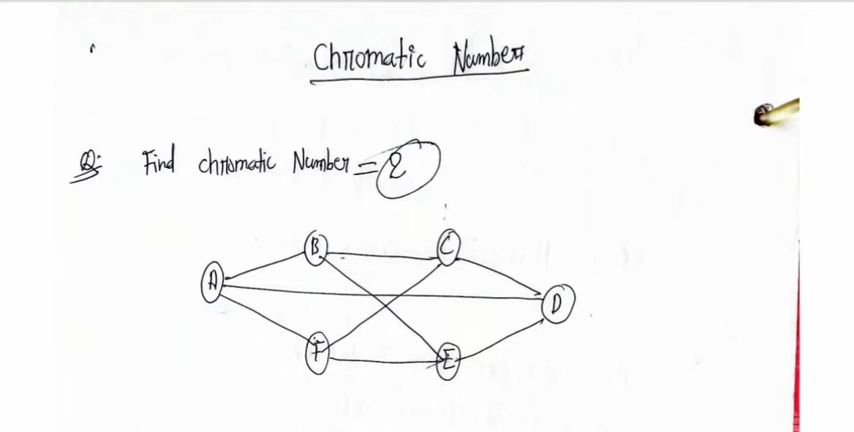 Chromatic Number
Q: Find chromatic Number = 2
B C
A
D
F E